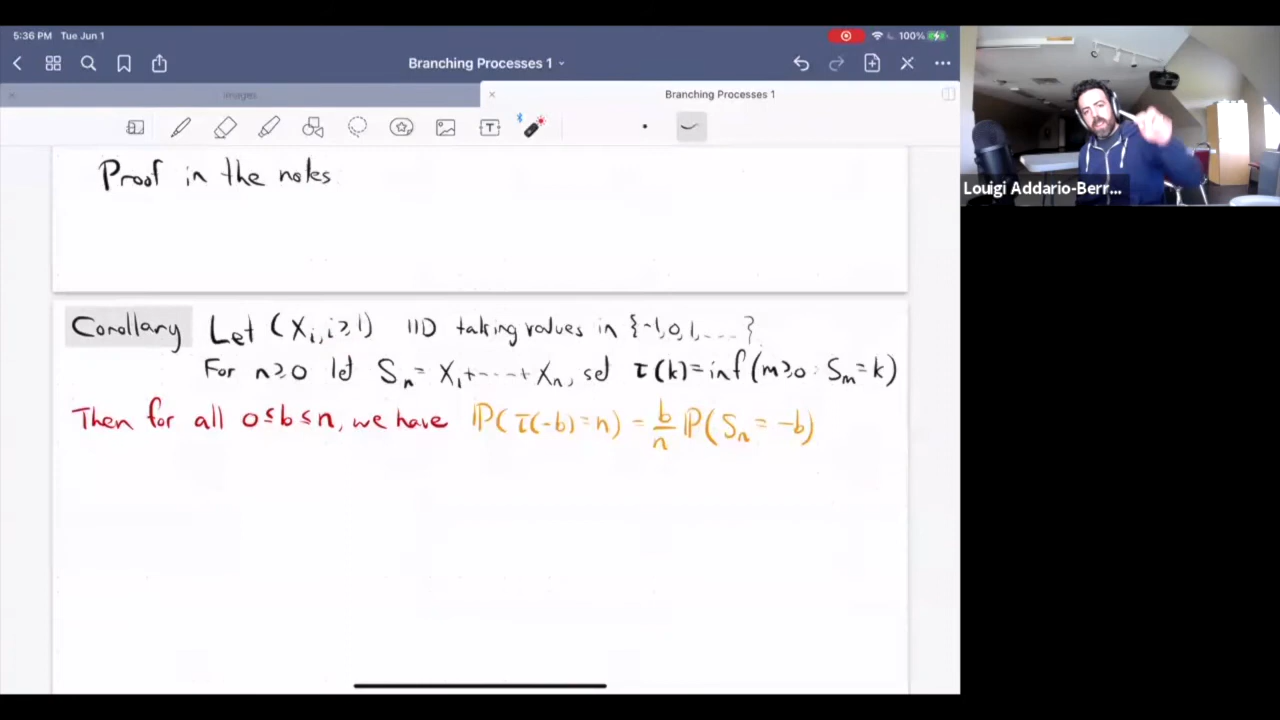 5:36 PM Tue Jun 1
100%
Branching Processes 1
images
Branching Processes 1
Proof in the notes.
Corollary Let (X_i, i≥1) IID taking values in {-1,0,1,....}
For n≥0 let S_n = X_1+....+X_n, set τ(k)=inf(m≥0: S_m=k)
Then for all 0≤b≤n, we have P(τ(-b)=n) = b/n P(S_n = -b)
Louigi Addario-Berr...